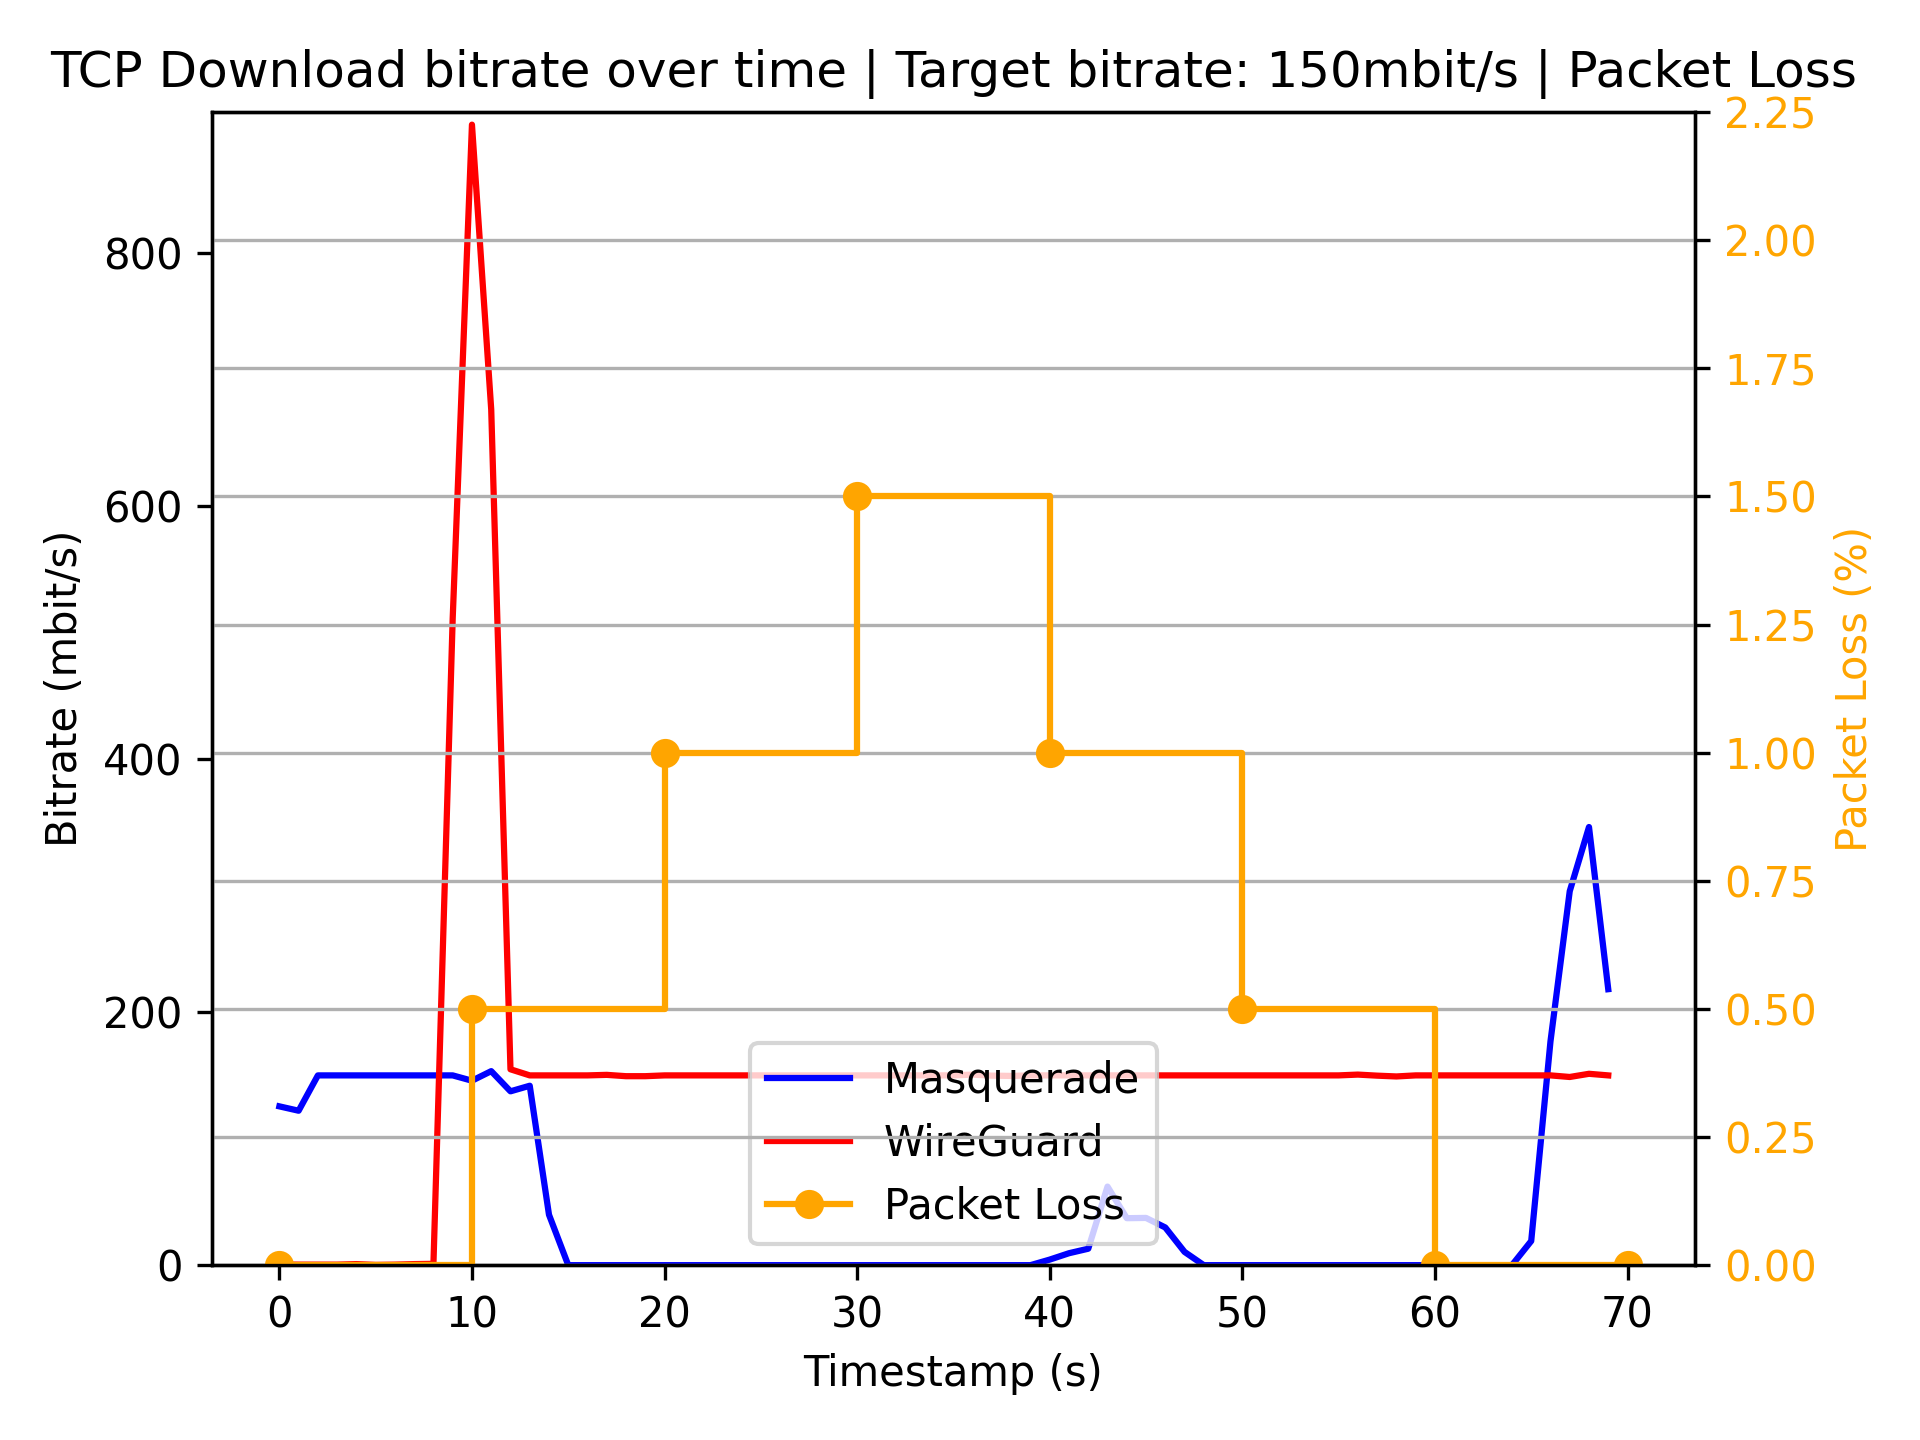 TCP Download bitrate over time | Target bitrate: 150mbit/s | Packet Loss
Bitrate (mbit/s)
800
600
400
200
0
2.25
2.00
1.75
1.50
1.25
1.00
0.75
0.50
0.25
0.00
Packet Loss (%)
Masquerade
WireGuard
Packet Loss
0 10 20 30 40 50 60 70
Timestamp (s)